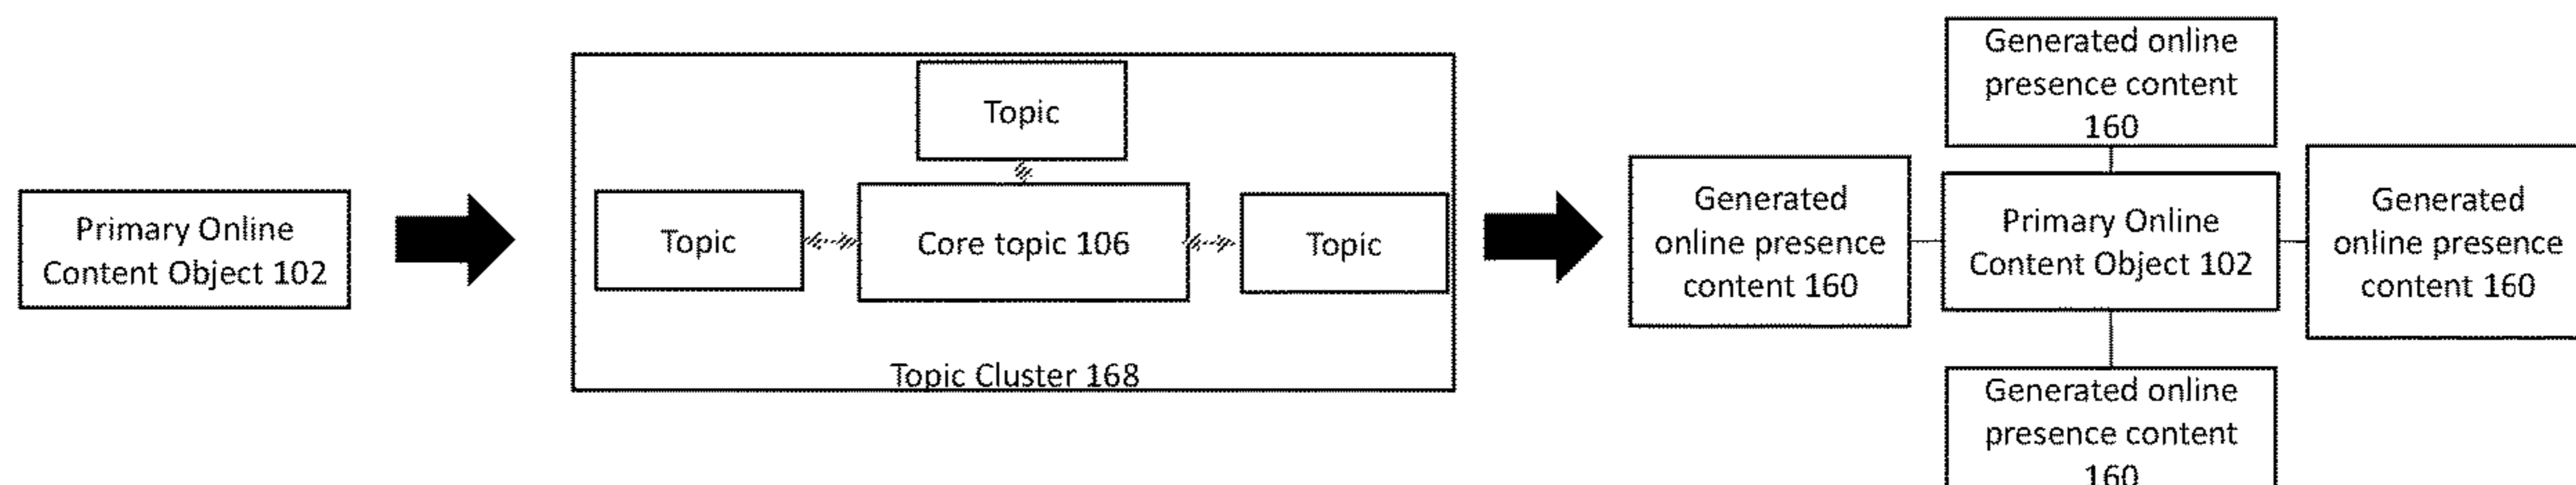 Primary Online
Content Object 102
Topic
Topic
Core topic 106
Topic
Topic Cluster 168
Generated online
presence content
160
Generated
online presence
content 160
Primary Online
Content Object 102
Generated
online presence
content 160
Generated online
presence content
160